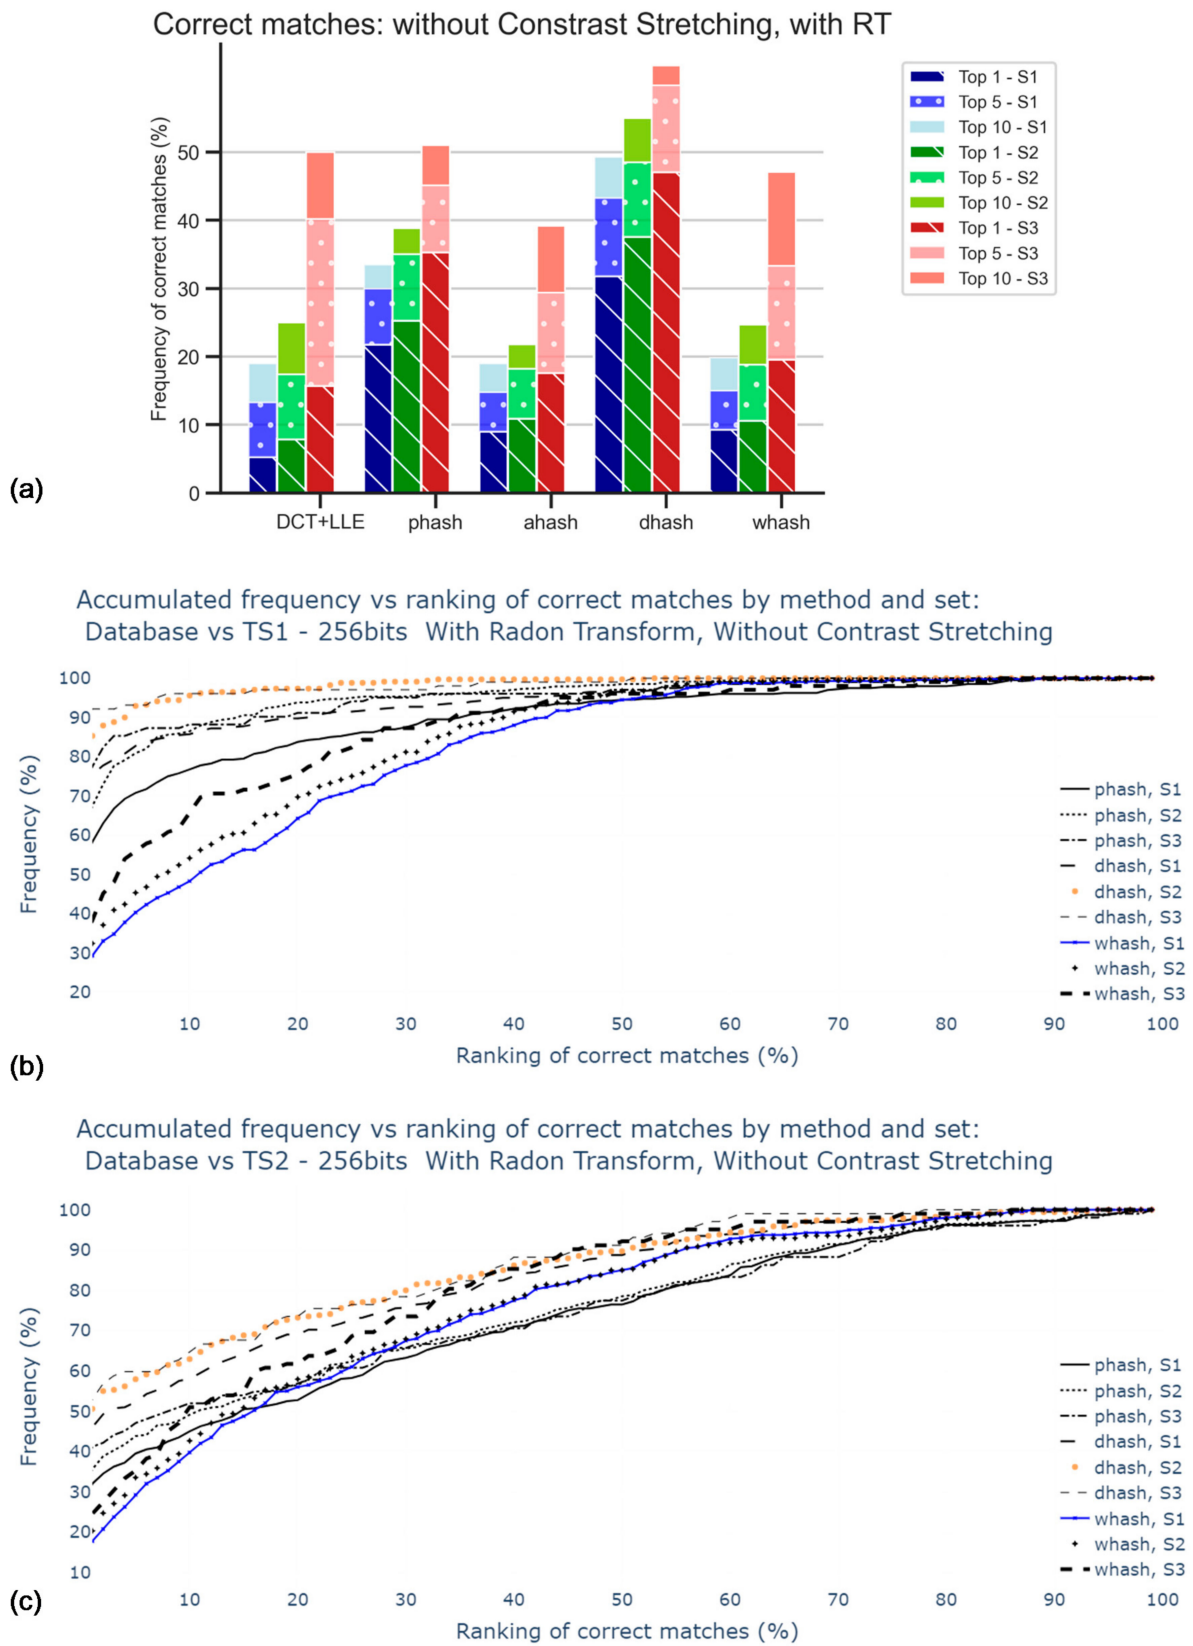 Correct matches: without Constrast Stretching, with RT
Frequency of correct matches (%)
50
40
30
20
10
0
DCT+LLE phash ahash dhash whash
Top 1 - S1
Top 5 - S1
Top 10 - S1
Top 1 - S2
Top 5 - S2
Top 10 - S2
Top 1 - S3
Top 5 - S3
Top 10 - S3
(a)
Accumulated frequency vs ranking of correct matches by method and set:
Database vs TS1 - 256bits With Radon Transform, Without Contrast Stretching
Frequency (%)
100
90
80
70
60
50
40
30
20
10 20 30 40 50 60 70 80 90 100
Ranking of correct matches (%)
phash, S1
phash, S2
phash, S3
dhash, S1
dhash, S2
dhash, S3
whash, S1
whash, S2
whash, S3
(b)
Accumulated frequency vs ranking of correct matches by method and set:
Database vs TS2 - 256bits With Radon Transform, Without Contrast Stretching
Frequency (%)
100
90
80
70
60
50
40
30
20
10
10 20 30 40 50 60 70 80 90 100
Ranking of correct matches (%)
phash, S1
phash, S2
phash, S3
dhash, S1
dhash, S2
dhash, S3
whash, S1
whash, S2
whash, S3
(c)